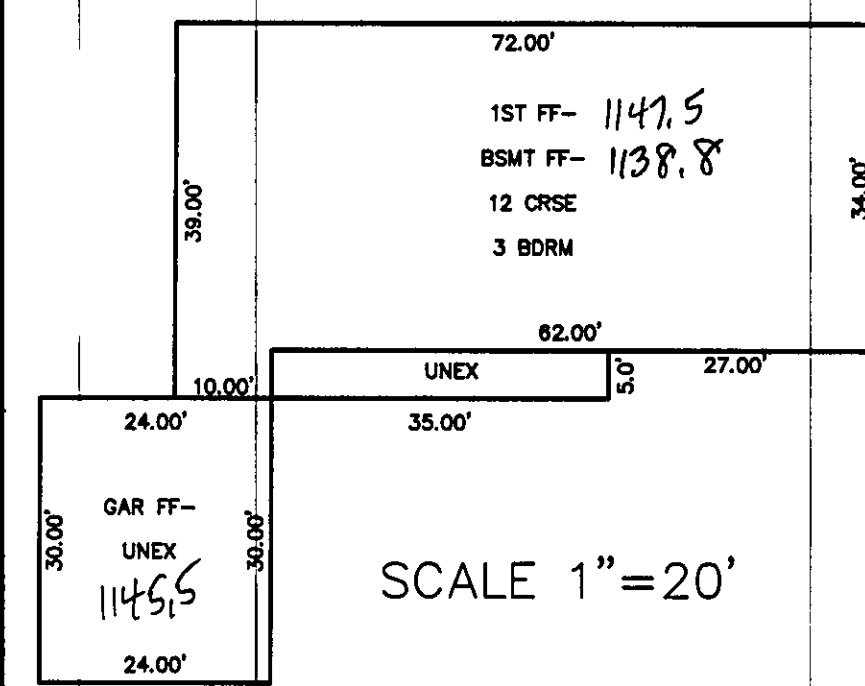 72.00'
1ST FF- 1147.5
BSMT FF- 1138.8
12 CRSE
3 BDRM
39.00'
34.00'
62.00'
UNEX
5.0'
27.00'
10.00'
24.00'
35.00'
GAR FF-
UNEX
1145.5
30.00'
30.00'
24.00'
SCALE 1"=20'